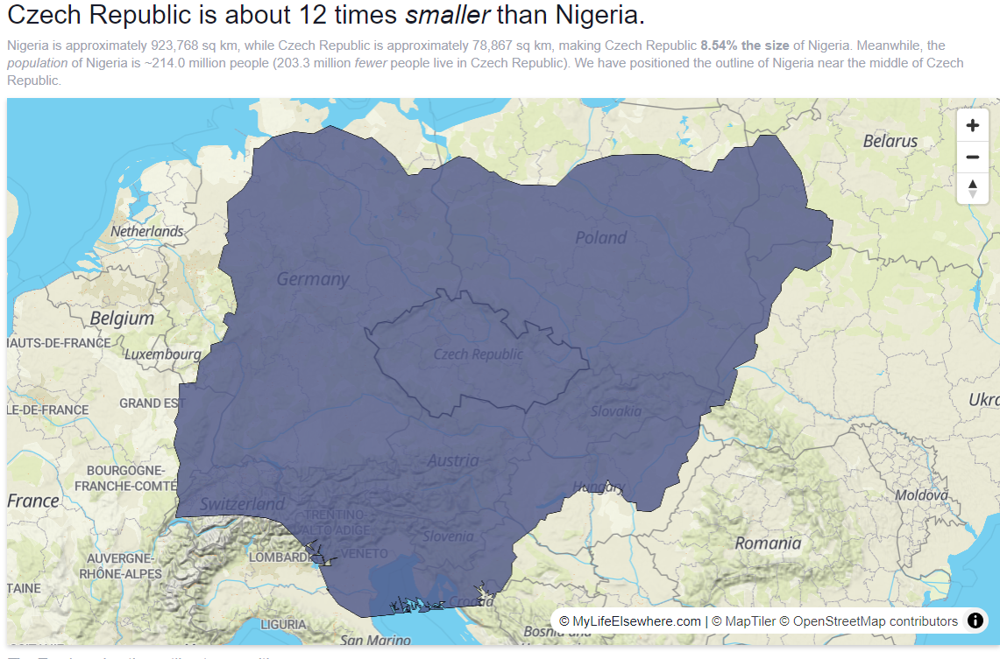 Czech Republic is about 12 times smaller than Nigeria.
Nigeria is approximately 923,768 sq km, while Czech Republic is approximately 78,867 sq km, making Czech Republic 8.54% the size of Nigeria. Meanwhile, the
population of Nigeria is ~214.0 million people (203.3 million fewer people live in Czech Republic). We have positioned the outline of Nigeria near the middle of Czech
Republic.
Belarus
Netherlands
Poland
Germany
Belgium
HAUTS-DE-FRANCE
Luxembourg
Czech Republic
GRAND EST
LE-DE-FRANCE
Slovakia
Ukra
Austria
BOURGOGNE-
FRANCHE-COMTÉ
Hungary
France
Switzerland
Moldova
TRENTINO-
ALTO ADIGE
Slovenia
Romania
AUVERGNE-
RHÔNE-ALPES
LOMBARDI
VENETO
TAINE
Croatia
LIGURIA
San Marino
Bosnia and
© MyLifeElsewhere.com | © MapTiler © OpenStreetMap contributors